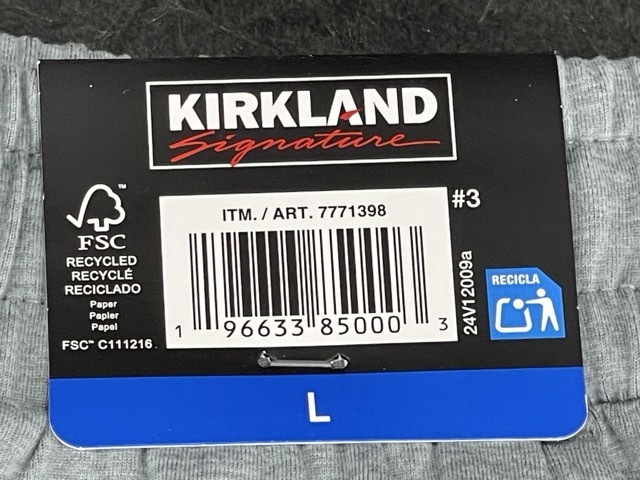 KIRKLAND
Signature
ITM. / ART. 7771398
#3
1 96633 85000 3
24V12009a
FSC™
RECYCLED
RECYCLÉ
RECICLADO
Paper
Papier
Papel
FSC™ C111216
RECICLA
L